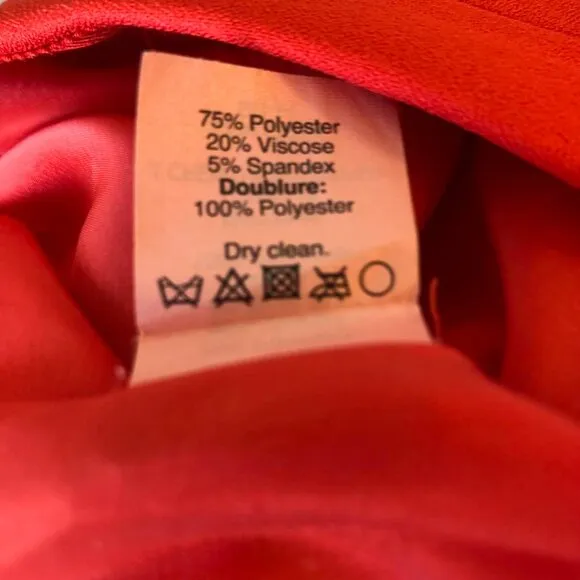 75% Polyester
20% Viscose
5% Spandex
Doublure:
100% Polyester
Dry clean.